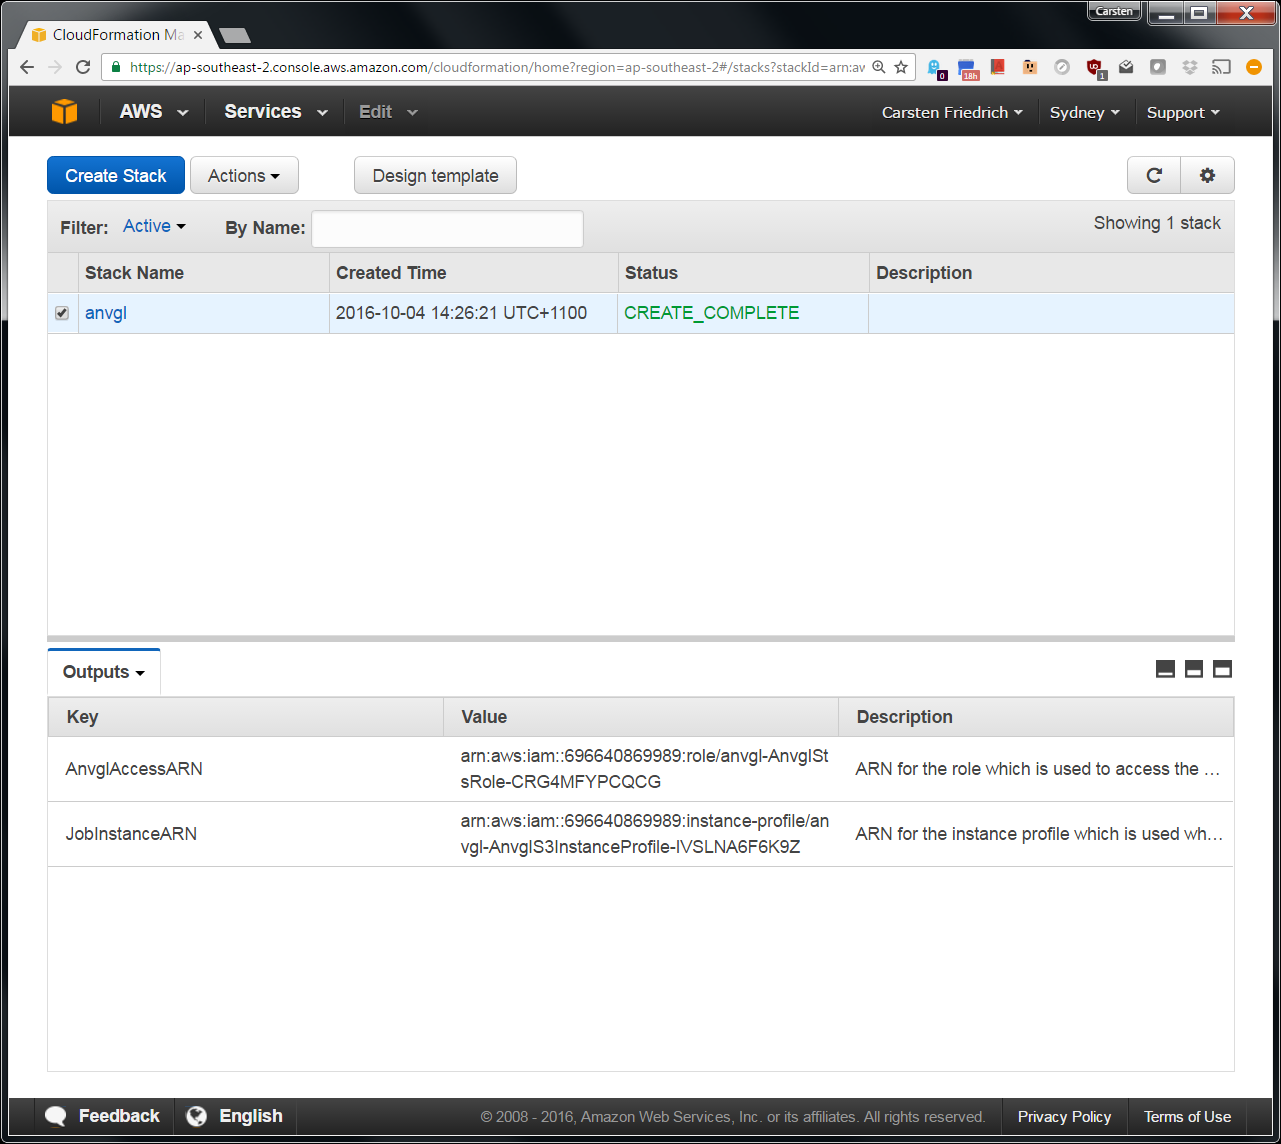 Carsten
CloudFormation Ma
https://ap-southeast-2.console.aws.amazon.com/cloudformation/home?region=ap-southeast-2#/stacks?stackId=arn:aw
0
18h
1
AWS Services Edit Carsten Friedrich Sydney Support
Create Stack Actions Design template
Filter: Active By Name: Showing 1 stack
Stack Name Created Time Status Description
anvgl 2016-10-04 14:26:21 UTC+1100 CREATE_COMPLETE
Outputs
Key Value Description
AnvglAccessARN arn:aws:iam::696640869989:role/anvgl-AnvglSt
sRole-CRG4MFYPCQCG ARN for the role which is used to access the ...
JobInstanceARN arn:aws:iam::696640869989:instance-profile/an
vgl-AnvglS3InstanceProfile-IVSLNA6F6K9Z ARN for the instance profile which is used wh...
Feedback English © 2008 - 2016, Amazon Web Services, Inc. or its affiliates. All rights reserved. Privacy Policy Terms of Use